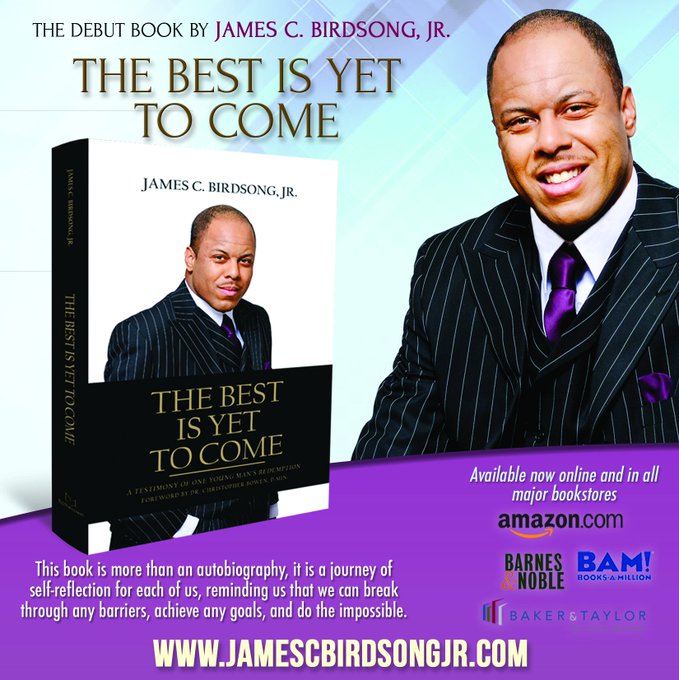 THE DEBUT BOOK BY JAMES C. BIRDSONG, JR.
THE BEST IS YET
TO COME
JAMES C. BIRDSONG, JR.
THE BEST IS YET TO COME
JAMES C. BIRDSONG, JR.
THE BEST
IS YET
TO COME
A TESTIMONY OF ONE YOUNG MAN'S REDEMPTION
FOREWORD BY DR. CHRISTOPHER BOWEN, D.MIN.
Available now online and in all
major bookstores
amazon.com
BARNES
&NOBLE
BAM!
BOOKS-A-MILLION
BAKER & TAYLOR
This book is more than an autobiography, it is a journey of
self-reflection for each of us, reminding us that we can break
through any barriers, achieve any goals, and do the impossible.
WWW.JAMESCBIRDSONGJR.COM